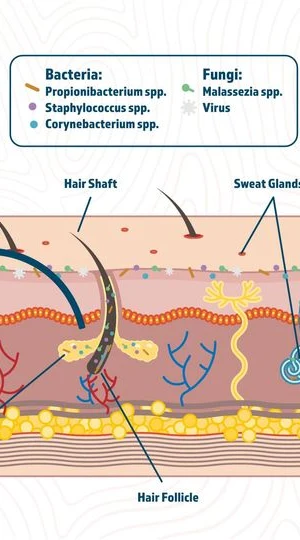 Bacteria:
Propionibacterium spp.
Staphylococcus spp.
Corynebacterium spp.
Fungi:
Malassezia spp.
Virus
Hair Shaft
Sweat Glands
Hair Follicle